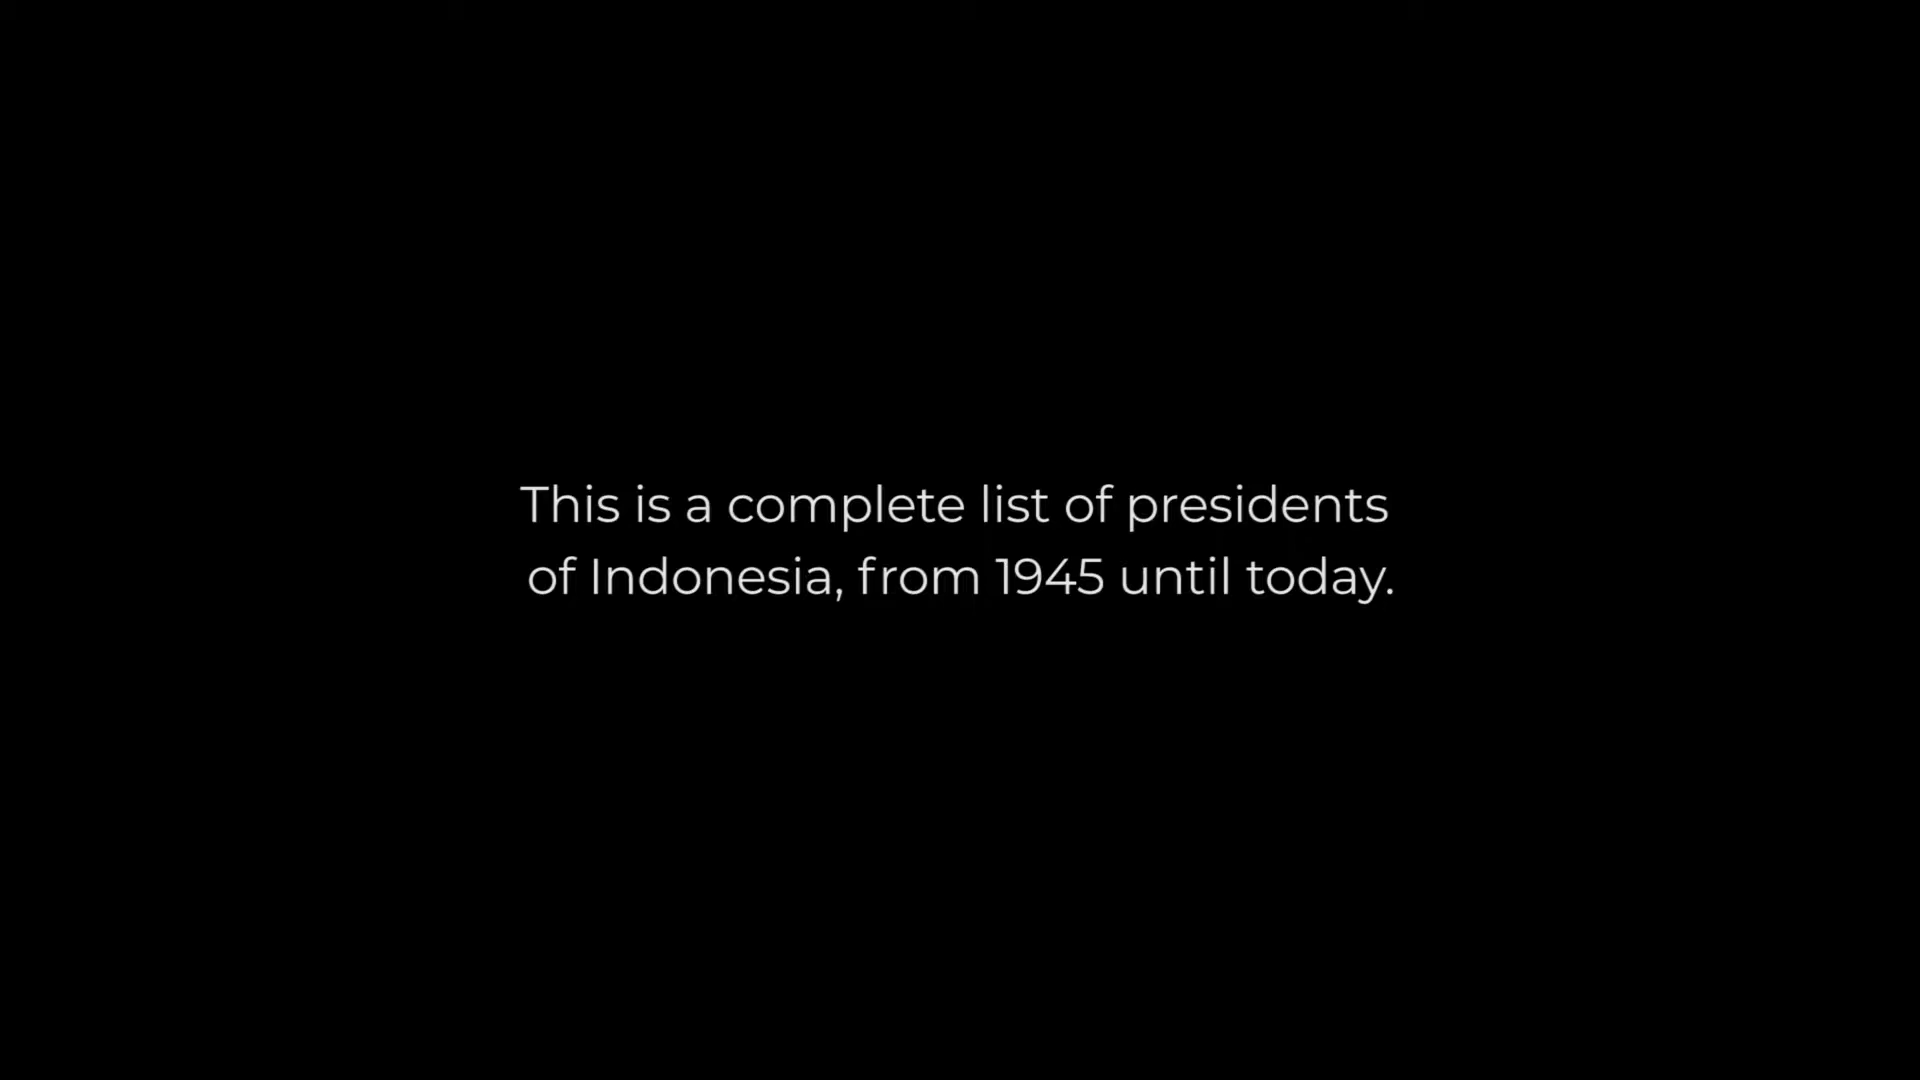 This is a complete list of presidents
of Indonesia, from 1945 until today.